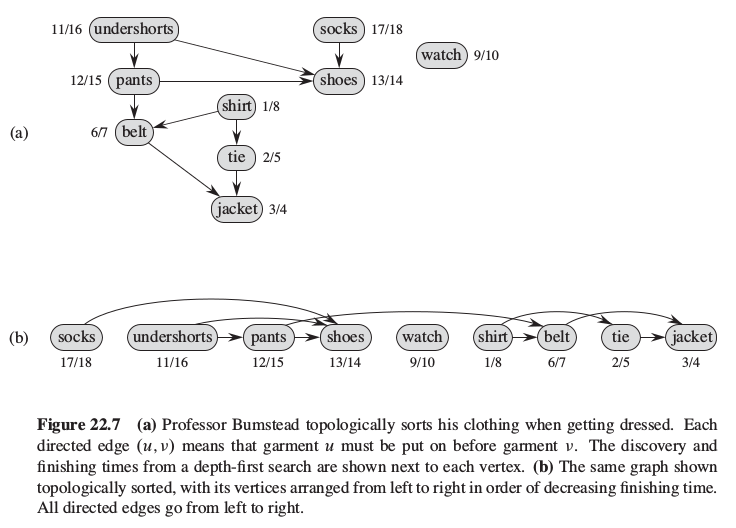 11/16 undershorts socks 17/18
watch 9/10
12/15 pants shoes 13/14
shirt 1/8
(a) 6/7 belt
tie 2/5
jacket 3/4
(b) socks undershorts pants shoes watch shirt belt tie jacket
17/18 11/16 12/15 13/14 9/10 1/8 6/7 2/5 3/4
Figure 22.7 (a) Professor Bumstead topologically sorts his clothing when getting dressed. Each
directed edge (u, v) means that garment u must be put on before garment v. The discovery and
finishing times from a depth-first search are shown next to each vertex. (b) The same graph shown
topologically sorted, with its vertices arranged from left to right in order of decreasing finishing time.
All directed edges go from left to right.